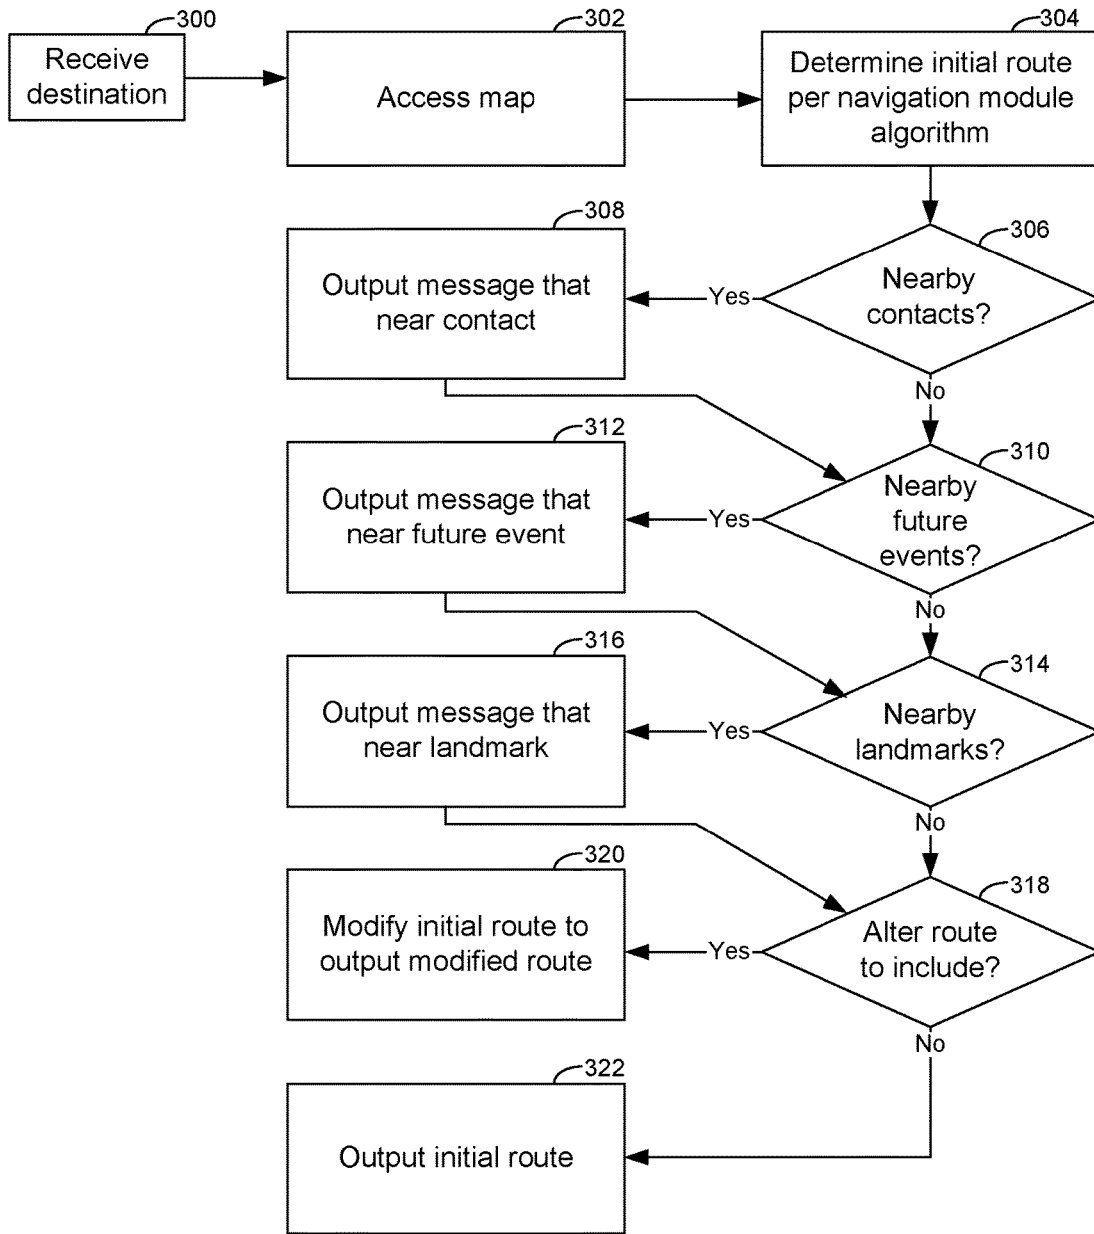 300
Receive
destination
302
Access map
304
Determine initial route
per navigation module
algorithm
306
Nearby
contacts?
Yes
308
Output message that
near contact
No
310
Nearby
future
events?
Yes
312
Output message that
near future event
No
314
Nearby
landmarks?
Yes
316
Output message that
near landmark
No
318
Alter route
to include?
Yes
320
Modify initial route to
output modified route
No
322
Output initial route